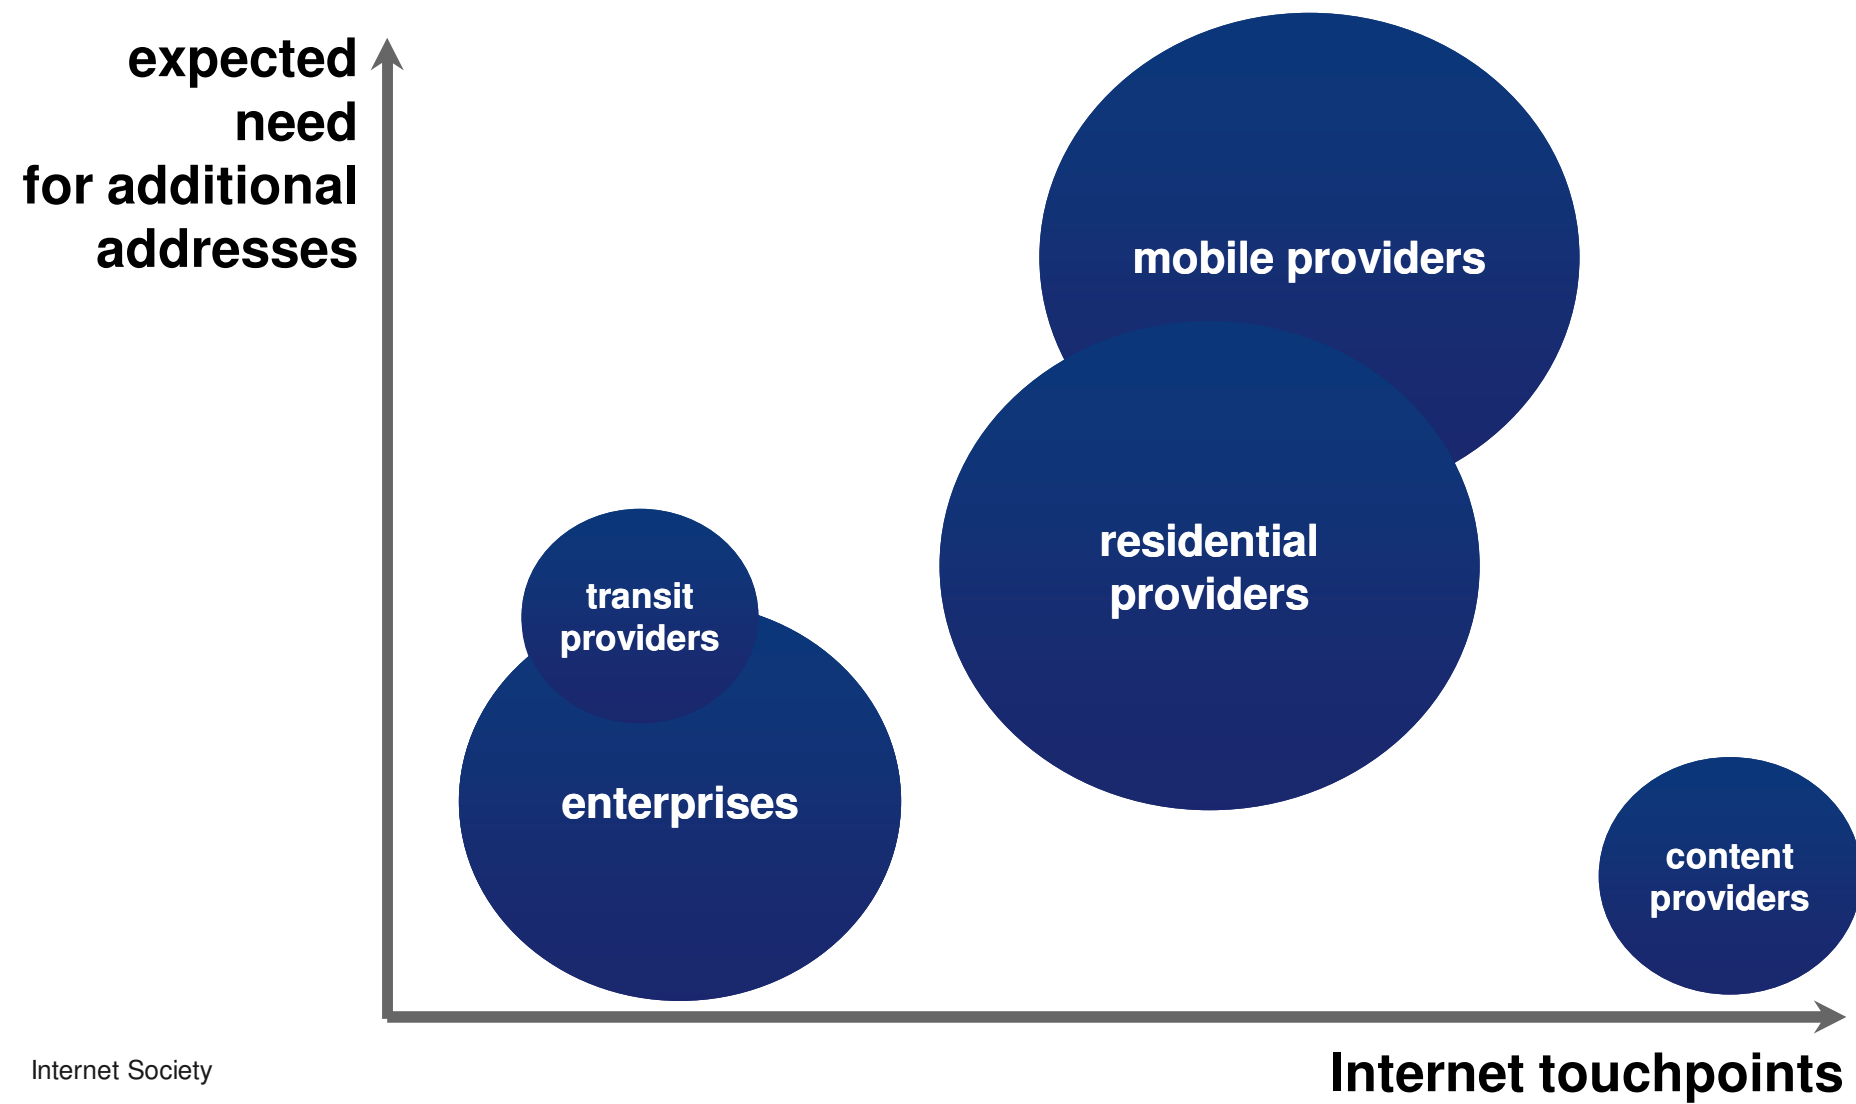 expected
need
for additional
addresses
mobile providers
residential
providers
transit
providers
enterprises
content
providers
Internet Society
Internet touchpoints